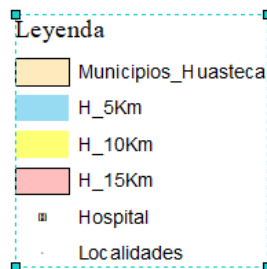 Leyenda
Municipios_Huasteca
H_5Km
H_10Km
H_15Km
Hospital
Localidades